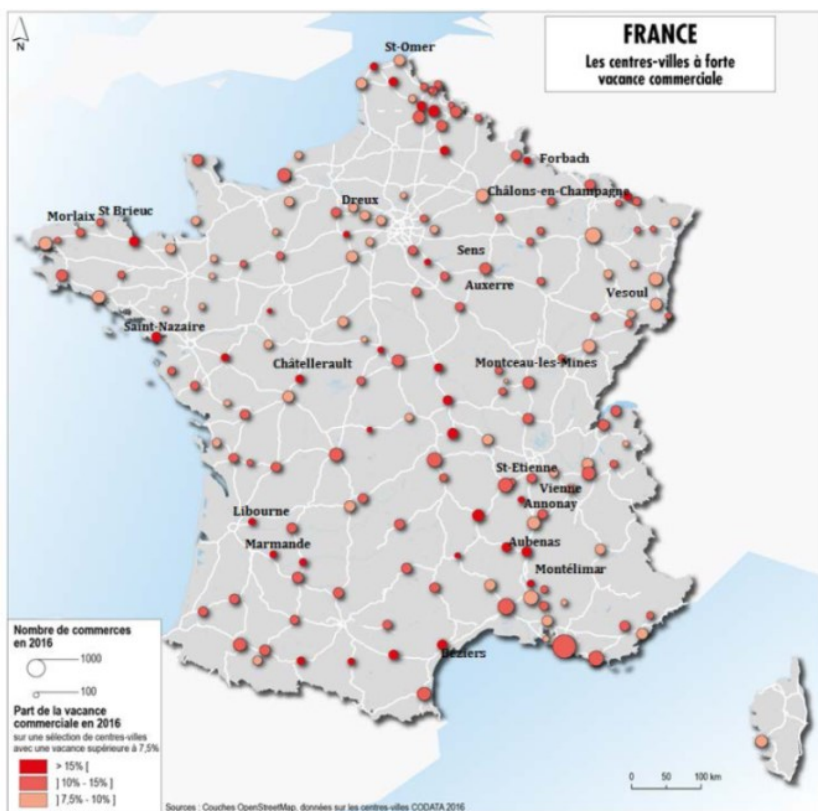 N
FRANCE
Les centres-villes à forte
vacance commerciale
St-Omer
Forbach
Châlons-en-Champagne
Dreux
Morlaix
St Brieuc
Sens
Auxerre
Vesoul
Saint-Nazaire
Châtellerault
Montceau-les-Mines
St-Etienne
Vienne
Annonay
Libourne
Aubenas
Marmande
Montélimar
Béziers
Nombre de commerces
en 2016
1000
100
Part de la vacance
commerciale en 2016
sur une sélection de centres-villes
avec une vacance supérieure à 7,5%
> 15% [
] 10% - 15% ]
] 7,5% - 10% ]
0 50 100 km
Sources : Couches OpenStreetMap, données sur les centres-villes CODATA 2016